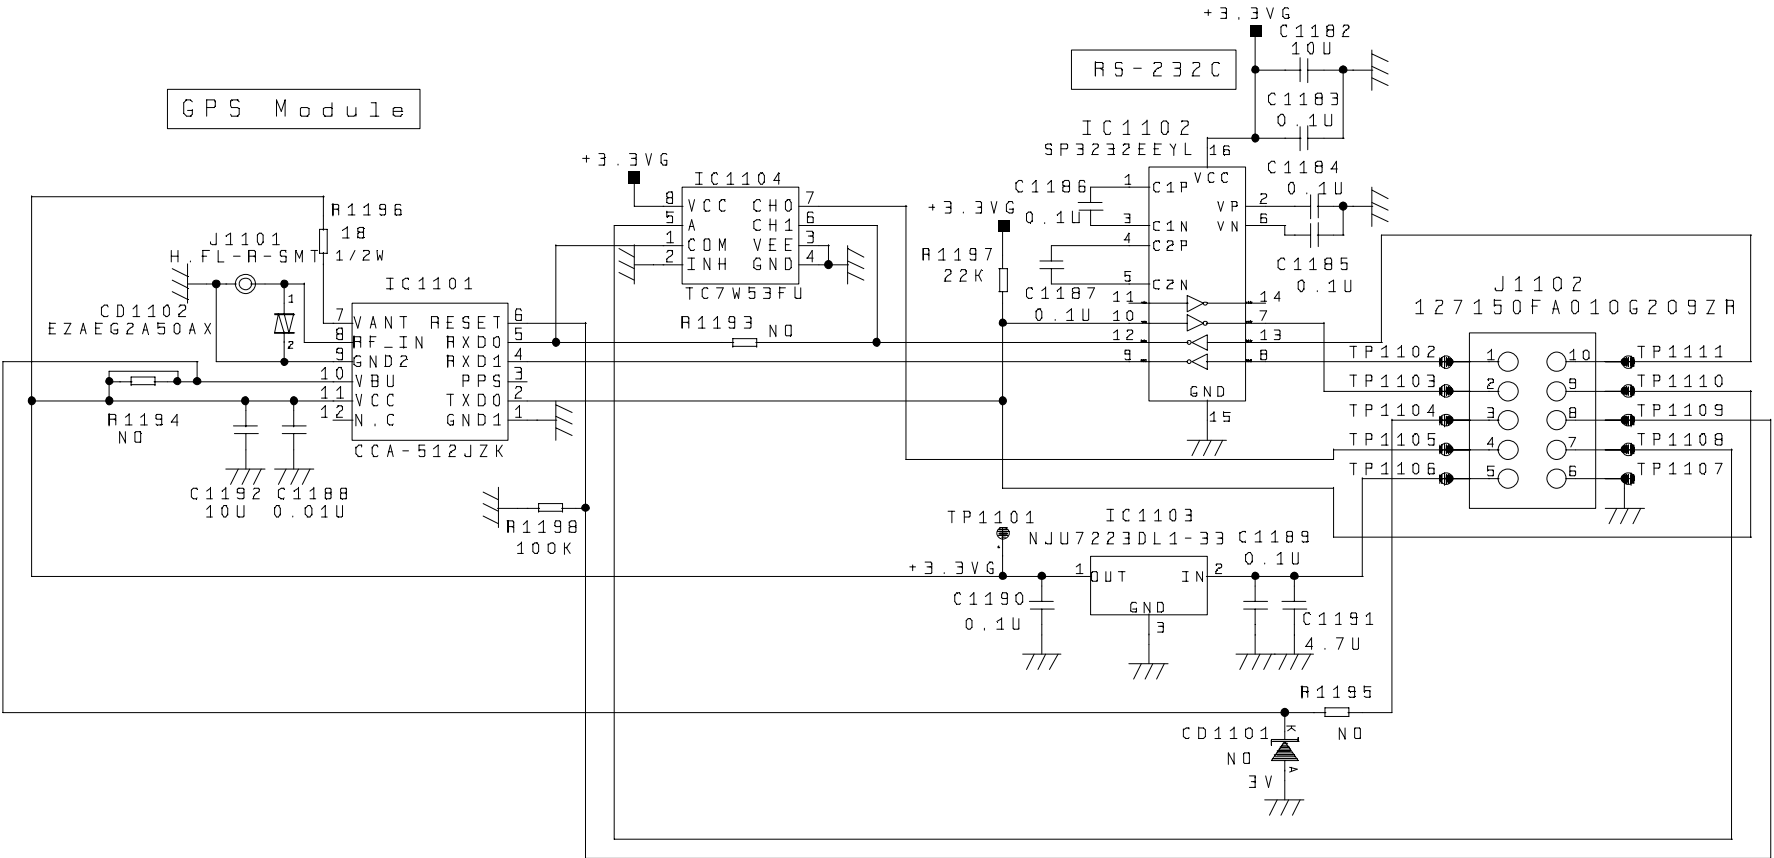 +3.3VG
C1182
10U
RS-232C
GPS Module
C1183
0.1U
IC1102
SP3232EEYL
16
VCC
+3.3VG
IC1104
8 VCC CH0 7
5 A CH1 6
1 COM VEE 3
2 INH GND 4
TC7W53FU
C1186
0.1U
1 C1P
3 C1N
4 C2P
5 C2N
VP 2
VN 6
C1184
0.1U
C1185
0.1U
+3.3VG
R1197
22K
C1187
0.1U
11 14
10 7
12 13
9 8
GND
15
R1196
18
1/2W
J1101
H.FL-R-SMT
CD1102
EZAEG2A50AX
1
2
IC1101
7 VANT RESET 6
8 RF_IN RXD0 5
9 GND2 RXD1 4
10 VBU PPS 3
11 VCC TXD0 2
12 N.C GND1 1
CCA-512JZK
R1193 NO
R1194
NO
C1192
10U
C1188
0.01U
R1198
100K
J1102
127150FA010G209ZR
TP1102 1 10 TP1111
TP1103 2 9 TP1110
TP1104 3 8 TP1109
TP1105 4 7 TP1108
TP1106 5 6 TP1107
TP1101
+3.3VG
IC1103
NJU7223DL1-33
1 OUT IN 2
GND
3
C1189
0.1U
C1190
0.1U
C1191
4.7U
R1195
NO
CD1101
NO
3V
K
A